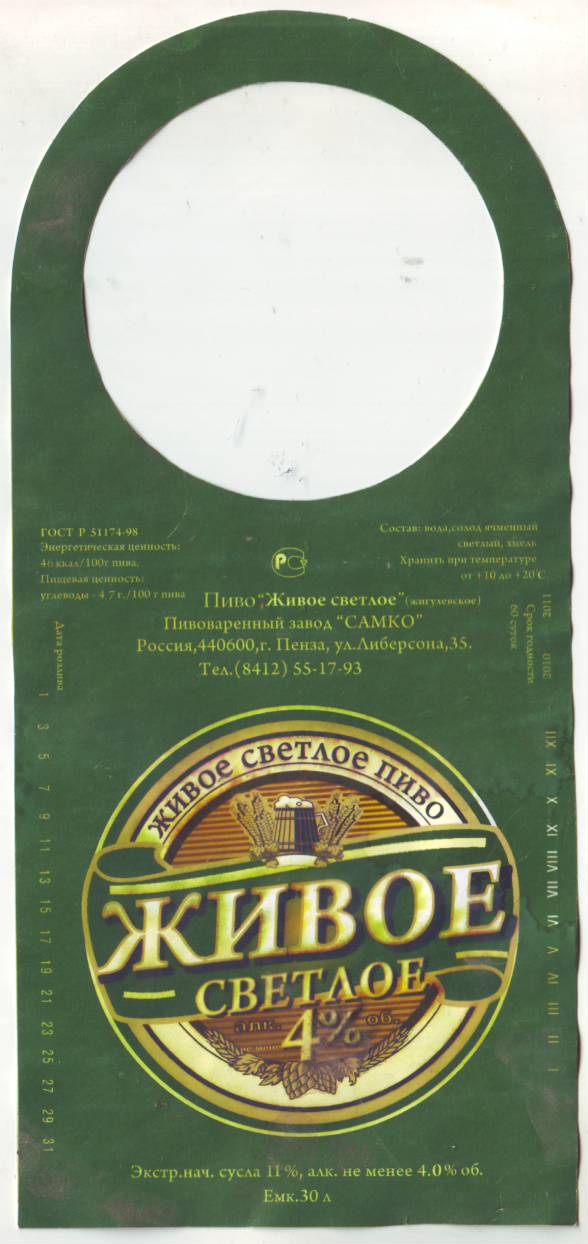 ГОСТ Р 51174-98
Энергетическая ценность:
46 ккал/100г пива.
Пищевая ценность:
углеводы - 4.7 г./100 г пива
Состав: вода,солод ячменный
светлый, хмель
Хранить при температуре
от +10 до +20°С
РСТ
Пиво "Живое светлое" (жигулевское)
Пивоваренный завод "САМКО"
Россия,440600,г. Пенза, ул.Либерсона,35.
Тел.(8412) 55-17-93
Дата розлива
1 3 5 7 9 11 13 15 17 19 21 23 25 27 29 31
Срок годности
60 суток
I II III IV V VI VII VIII IX X XI XII 2010 2011
ЖИВОЕ СВЕТЛОЕ ПИВО
ЖИВОЕ
СВЕТЛОЕ
алк. 4% об.
не менее
Экстр.нач. сусла 11%, алк. не менее 4.0% об.
Емк.30 л